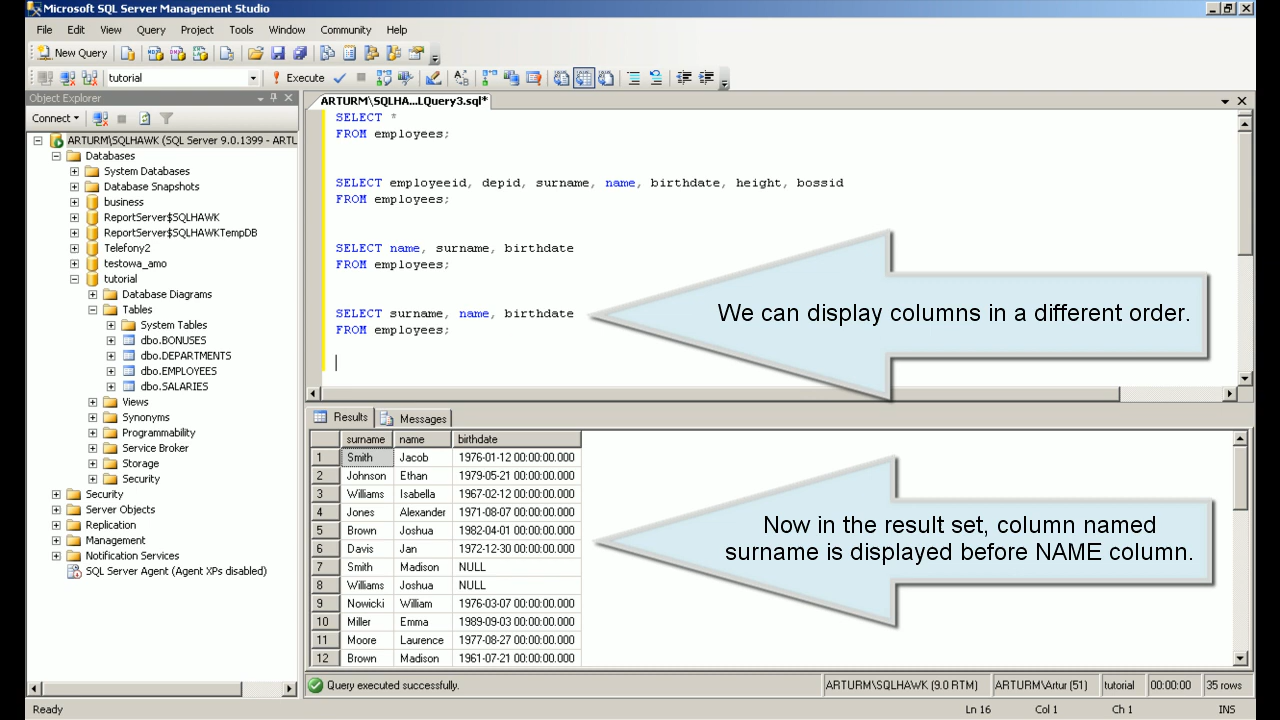 Microsoft SQL Server Management Studio
File Edit View Query Project Tools Window Community Help
New Query
tutorial Execute
Object Explorer
Connect
ARTURM\SQLHAWK (SQL Server 9.0.1399 - ARTU
Databases
System Databases
Database Snapshots
business
ReportServer$SQLHAWK
ReportServer$SQLHAWKTempDB
Telefony2
testowa_amo
tutorial
Database Diagrams
Tables
System Tables
dbo.BONUSES
dbo.DEPARTMENTS
dbo.EMPLOYEES
dbo.SALARIES
Views
Synonyms
Programmability
Service Broker
Storage
Security
Security
Server Objects
Replication
Management
Notification Services
SQL Server Agent (Agent XPs disabled)
ARTURM\SQLHA...LQuery3.sql*
SELECT *
FROM employees;
SELECT employeeid, depid, surname, name, birthdate, height, bossid
FROM employees;
SELECT name, surname, birthdate
FROM employees;
SELECT surname, name, birthdate
FROM employees;
We can display columns in a different order.
Results Messages
surname name birthdate
1 Smith Jacob 1976-01-12 00:00:00.000
2 Johnson Ethan 1979-05-21 00:00:00.000
3 Williams Isabella 1967-02-12 00:00:00.000
4 Jones Alexander 1971-08-07 00:00:00.000
5 Brown Joshua 1982-04-01 00:00:00.000
6 Davis Jan 1972-12-30 00:00:00.000
7 Smith Madison NULL
8 Williams Joshua NULL
9 Nowicki William 1976-03-07 00:00:00.000
10 Miller Emma 1989-09-03 00:00:00.000
11 Moore Laurence 1977-08-27 00:00:00.000
12 Brown Madison 1961-07-21 00:00:00.000
Now in the result set, column named
surname is displayed before NAME column.
Query executed successfully. ARTURM\SQLHAWK (9.0 RTM) ARTURM\Artur (51) tutorial 00:00:00 35 rows
Ready Ln 16 Col 1 Ch 1 INS